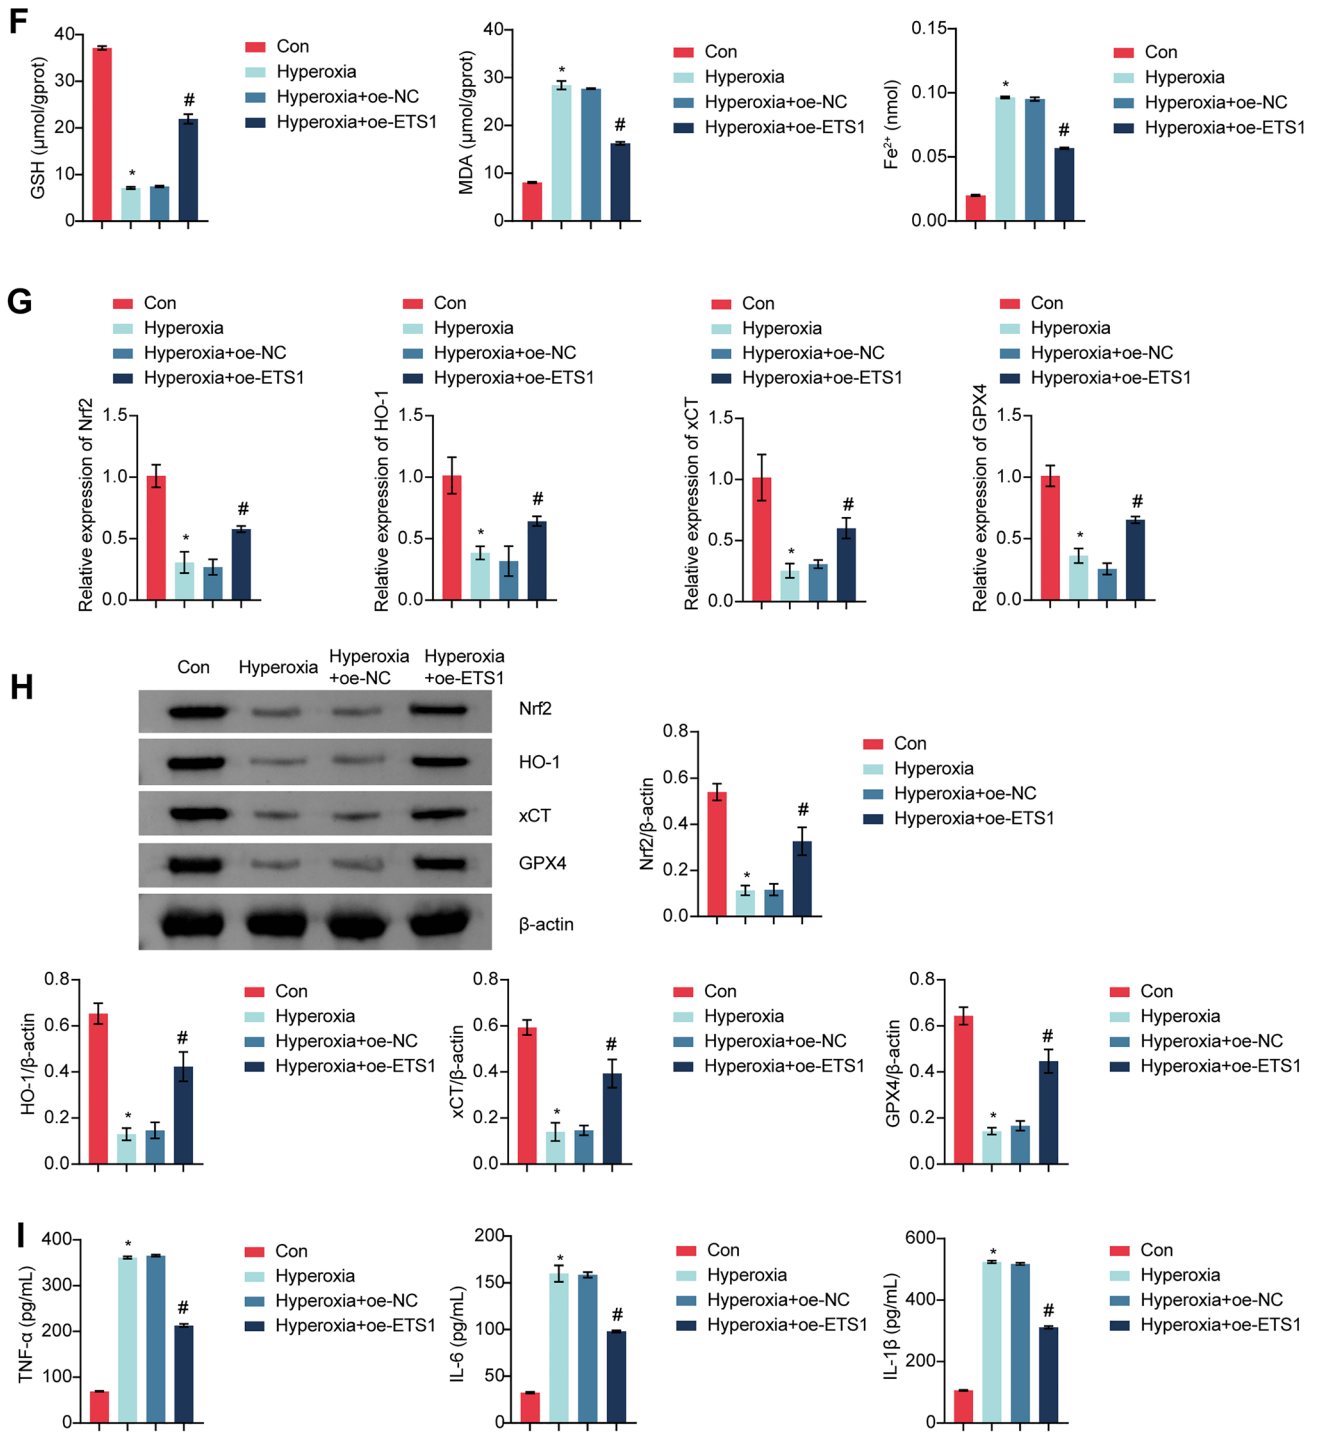 F
GSH (μmol/gprot)
40
30
20
10
0
*
#
Con
Hyperoxia
Hyperoxia+oe-NC
Hyperoxia+oe-ETS1
MDA (μmol/gprot)
40
30
20
10
0
*
#
Con
Hyperoxia
Hyperoxia+oe-NC
Hyperoxia+oe-ETS1
Fe²⁺ (nmol)
0.15
0.10
0.05
0.00
*
#
Con
Hyperoxia
Hyperoxia+oe-NC
Hyperoxia+oe-ETS1
G
Con
Hyperoxia
Hyperoxia+oe-NC
Hyperoxia+oe-ETS1
Relative expression of Nrf2
1.5
1.0
0.5
0.0
*
#
Con
Hyperoxia
Hyperoxia+oe-NC
Hyperoxia+oe-ETS1
Relative expression of HO-1
1.5
1.0
0.5
0.0
*
#
Con
Hyperoxia
Hyperoxia+oe-NC
Hyperoxia+oe-ETS1
Relative expression of xCT
1.5
1.0
0.5
0.0
*
#
Con
Hyperoxia
Hyperoxia+oe-NC
Hyperoxia+oe-ETS1
Relative expression of GPX4
1.5
1.0
0.5
0.0
*
#
H
Con
Hyperoxia
Hyperoxia
+oe-NC
Hyperoxia
+oe-ETS1
Nrf2
HO-1
xCT
GPX4
β-actin
Nrf2/β-actin
0.8
0.6
0.4
0.2
0.0
*
#
Con
Hyperoxia
Hyperoxia+oe-NC
Hyperoxia+oe-ETS1
HO-1/β-actin
0.8
0.6
0.4
0.2
0.0
*
#
Con
Hyperoxia
Hyperoxia+oe-NC
Hyperoxia+oe-ETS1
xCT/β-actin
0.8
0.6
0.4
0.2
0.0
*
#
Con
Hyperoxia
Hyperoxia+oe-NC
Hyperoxia+oe-ETS1
GPX4/β-actin
0.8
0.6
0.4
0.2
0.0
*
#
Con
Hyperoxia
Hyperoxia+oe-NC
Hyperoxia+oe-ETS1
I
TNF-α (pg/mL)
400
300
200
100
0
*
#
Con
Hyperoxia
Hyperoxia+oe-NC
Hyperoxia+oe-ETS1
IL-6 (pg/mL)
200
150
100
50
0
*
#
Con
Hyperoxia
Hyperoxia+oe-NC
Hyperoxia+oe-ETS1
IL-1β (pg/mL)
600
400
200
0
*
#
Con
Hyperoxia
Hyperoxia+oe-NC
Hyperoxia+oe-ETS1